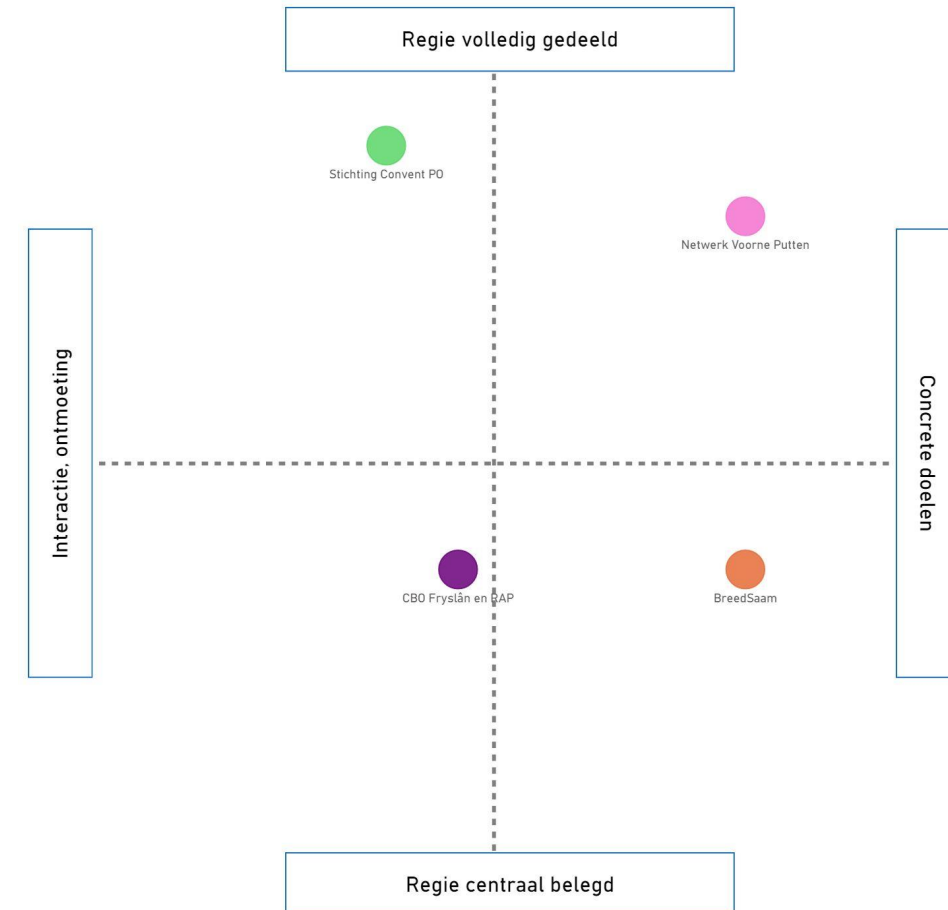 Regie volledig gedeeld
Stichting Convent PO
Netwerk Voorne Putten
Interactie, ontmoeting
Concrete doelen
CBO Fryslân en RAP
BreedSaam
Regie centraal belegd